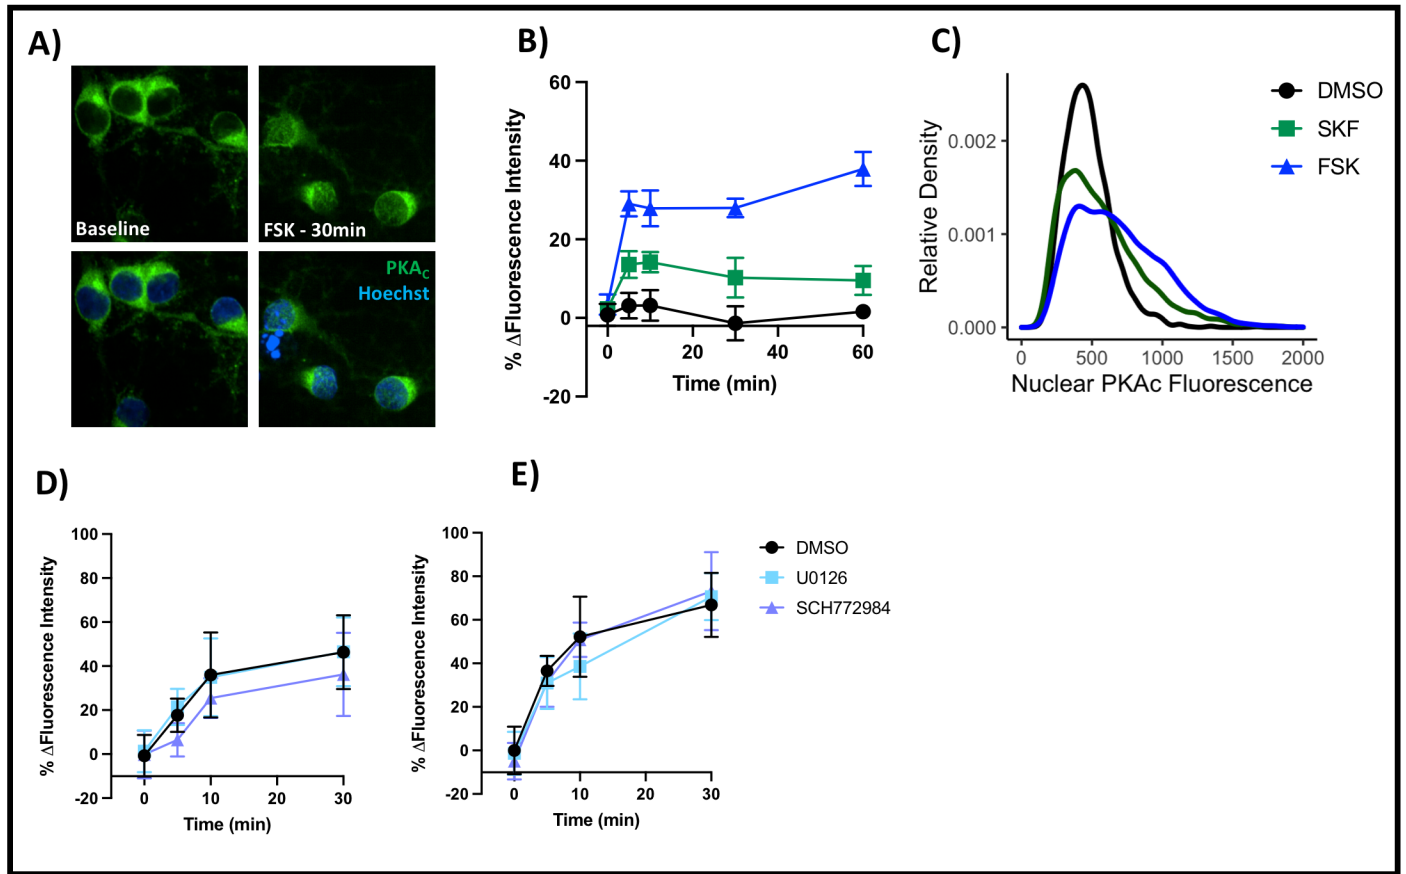 A)
Baseline
FSK - 30min
PKAC
Hoechst
B)
% ΔFluorescence Intensity
60
40
20
0
-20
0
20
40
60
Time (min)
C)
Relative Density
0.002
0.001
0.000
0
500
1000
1500
2000
Nuclear PKAc Fluorescence
DMSO
SKF
FSK
D)
% ΔFluorescence Intensity
100
80
60
40
20
0
-20
0
10
20
30
Time (min)
E)
% ΔFluorescence Intensity
100
80
60
40
20
0
-20
0
10
20
30
Time (min)
DMSO
U0126
SCH772984